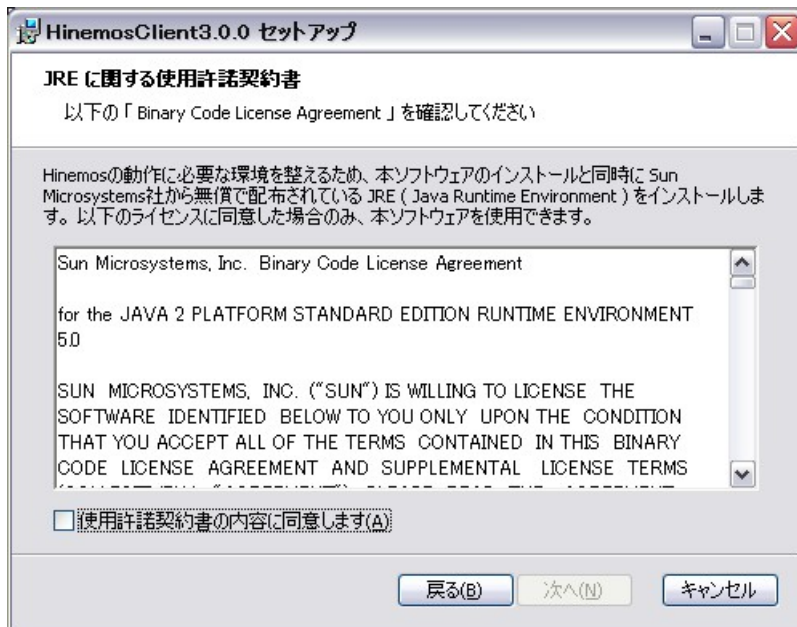 HinemosClient3.0.0 セットアップ
JRE に関する使用許諾契約書
以下の「 Binary Code License Agreement 」を確認してください
Hinemosの動作に必要な環境を整えるため、本ソフトウェアのインストールと同時に Sun
Microsystems社から無償で配布されている JRE ( Java Runtime Environment ) をインストールしま
す。以下のライセンスに同意した場合のみ、本ソフトウェアを使用できます。
Sun Microsystems, Inc. Binary Code License Agreement
for the JAVA 2 PLATFORM STANDARD EDITION RUNTIME ENVIRONMENT
5.0
SUN MICROSYSTEMS, INC. ("SUN") IS WILLING TO LICENSE THE
SOFTWARE IDENTIFIED BELOW TO YOU ONLY UPON THE CONDITION
THAT YOU ACCEPT ALL OF THE TERMS CONTAINED IN THIS BINARY
CODE LICENSE AGREEMENT AND SUPPLEMENTAL LICENSE TERMS
使用許諾契約書の内容に同意します(A)
戻る(B) 次へ(N) キャンセル